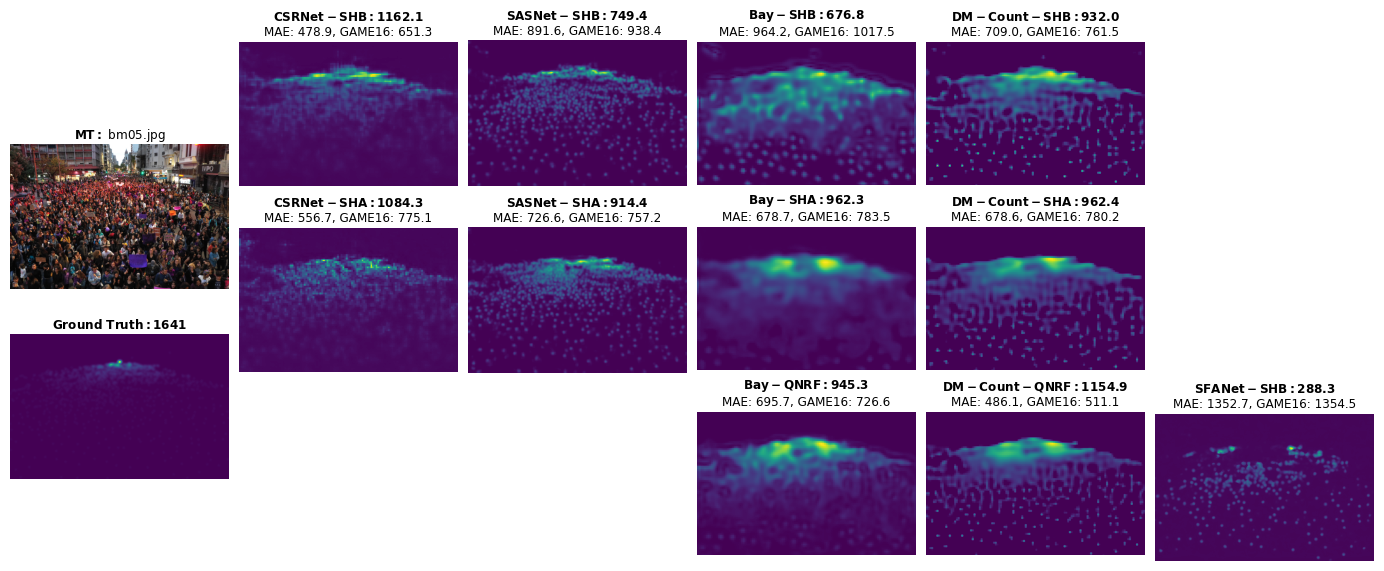 CSRNet−SHB: 1162.1
MAE: 478.9, GAME16: 651.3
SASNet−SHB: 749.4
MAE: 891.6, GAME16: 938.4
Bay−SHB: 676.8
MAE: 964.2, GAME16: 1017.5
DM−Count−SHB: 932.0
MAE: 709.0, GAME16: 761.5
MT: bm05.jpg
CSRNet−SHA: 1084.3
MAE: 556.7, GAME16: 775.1
SASNet−SHA: 914.4
MAE: 726.6, GAME16: 757.2
Bay−SHA: 962.3
MAE: 678.7, GAME16: 783.5
DM−Count−SHA: 962.4
MAE: 678.6, GAME16: 780.2
Ground Truth: 1641
Bay−QNRF: 945.3
MAE: 695.7, GAME16: 726.6
DM−Count−QNRF: 1154.9
MAE: 486.1, GAME16: 511.1
SFANet−SHB: 288.3
MAE: 1352.7, GAME16: 1354.5